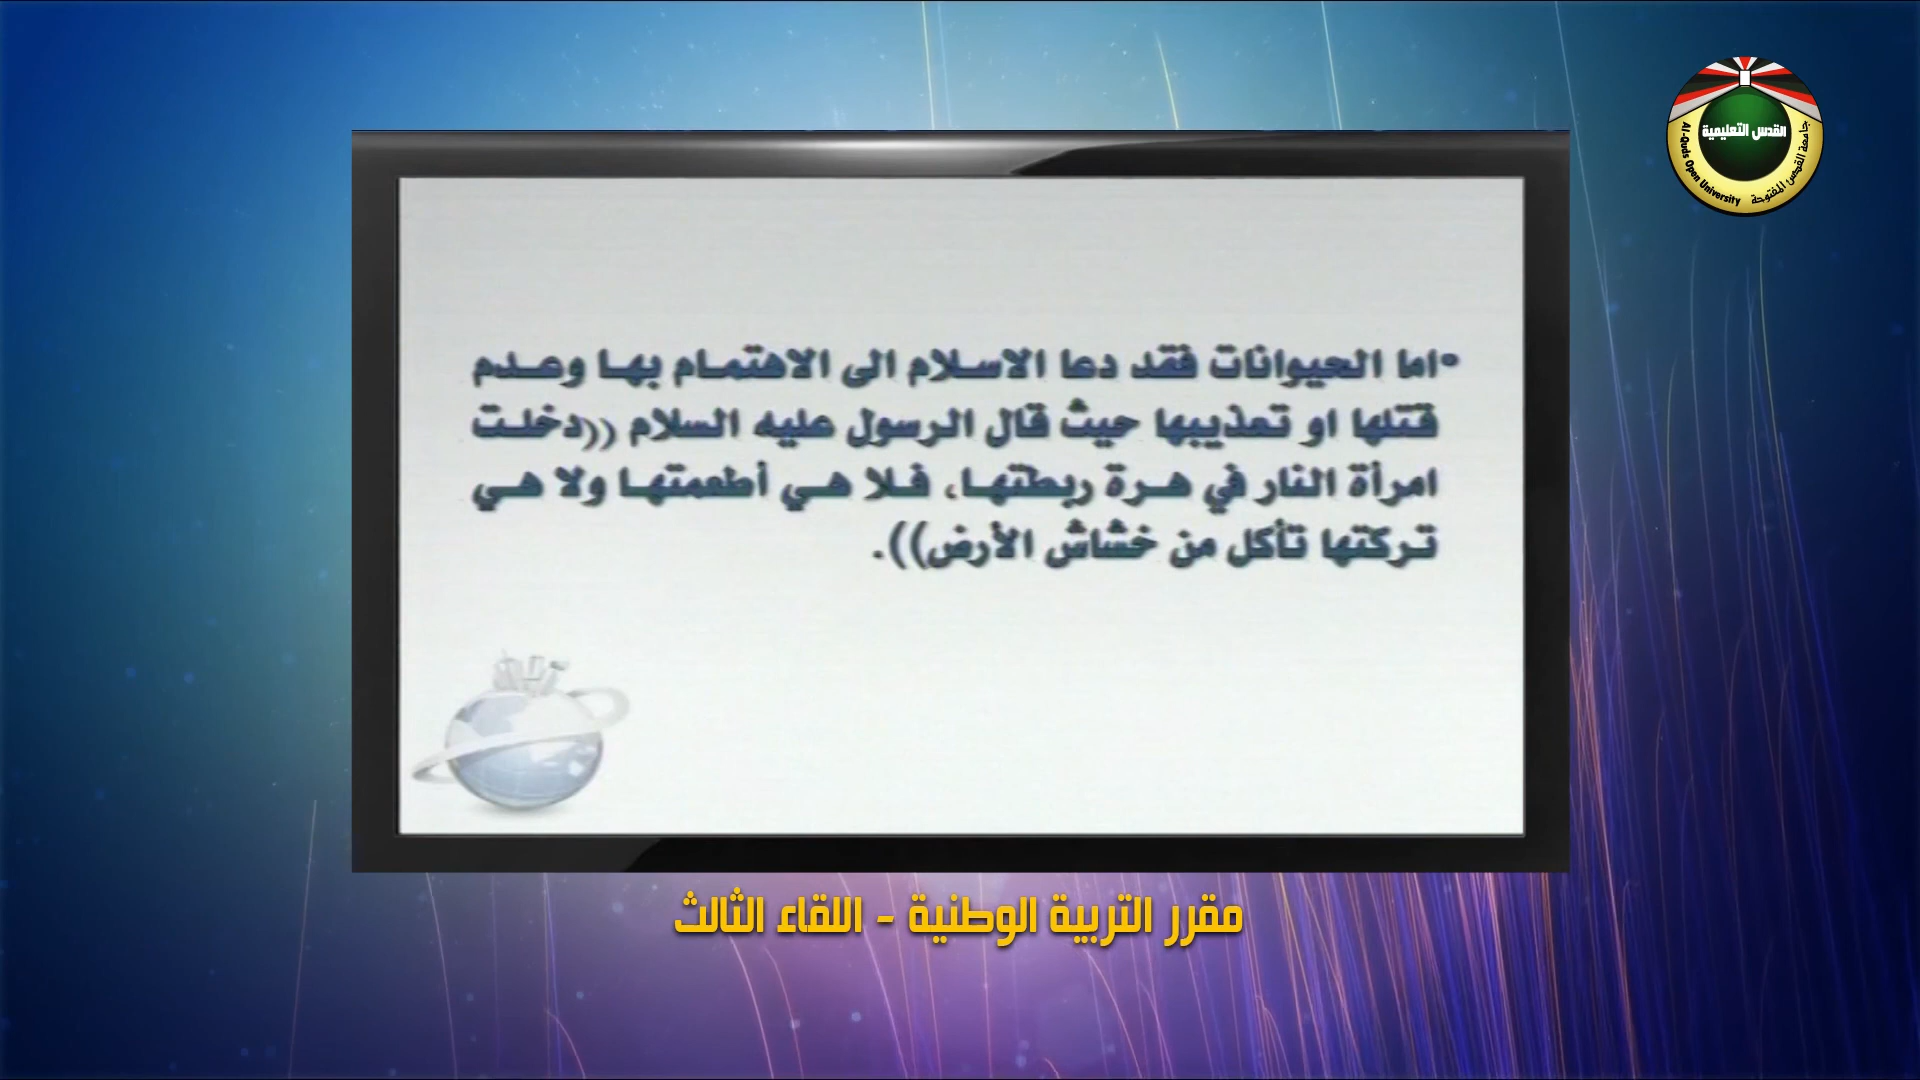 القدس التعليمية
جامعة القدس المفتوحة
Al-Quds Open University
•اما الحيوانات فقد دعا الاسلام الى الاهتمام بها وعدم
قتلها او تعذيبها حيث قال الرسول عليه السلام ((دخلت
امرأة النار في هرة ربطتها، فلا هي أطعمتها ولا هي
تركتها تأكل من خشاش الأرض)).
مقرر التربية الوطنية - اللقاء الثالث